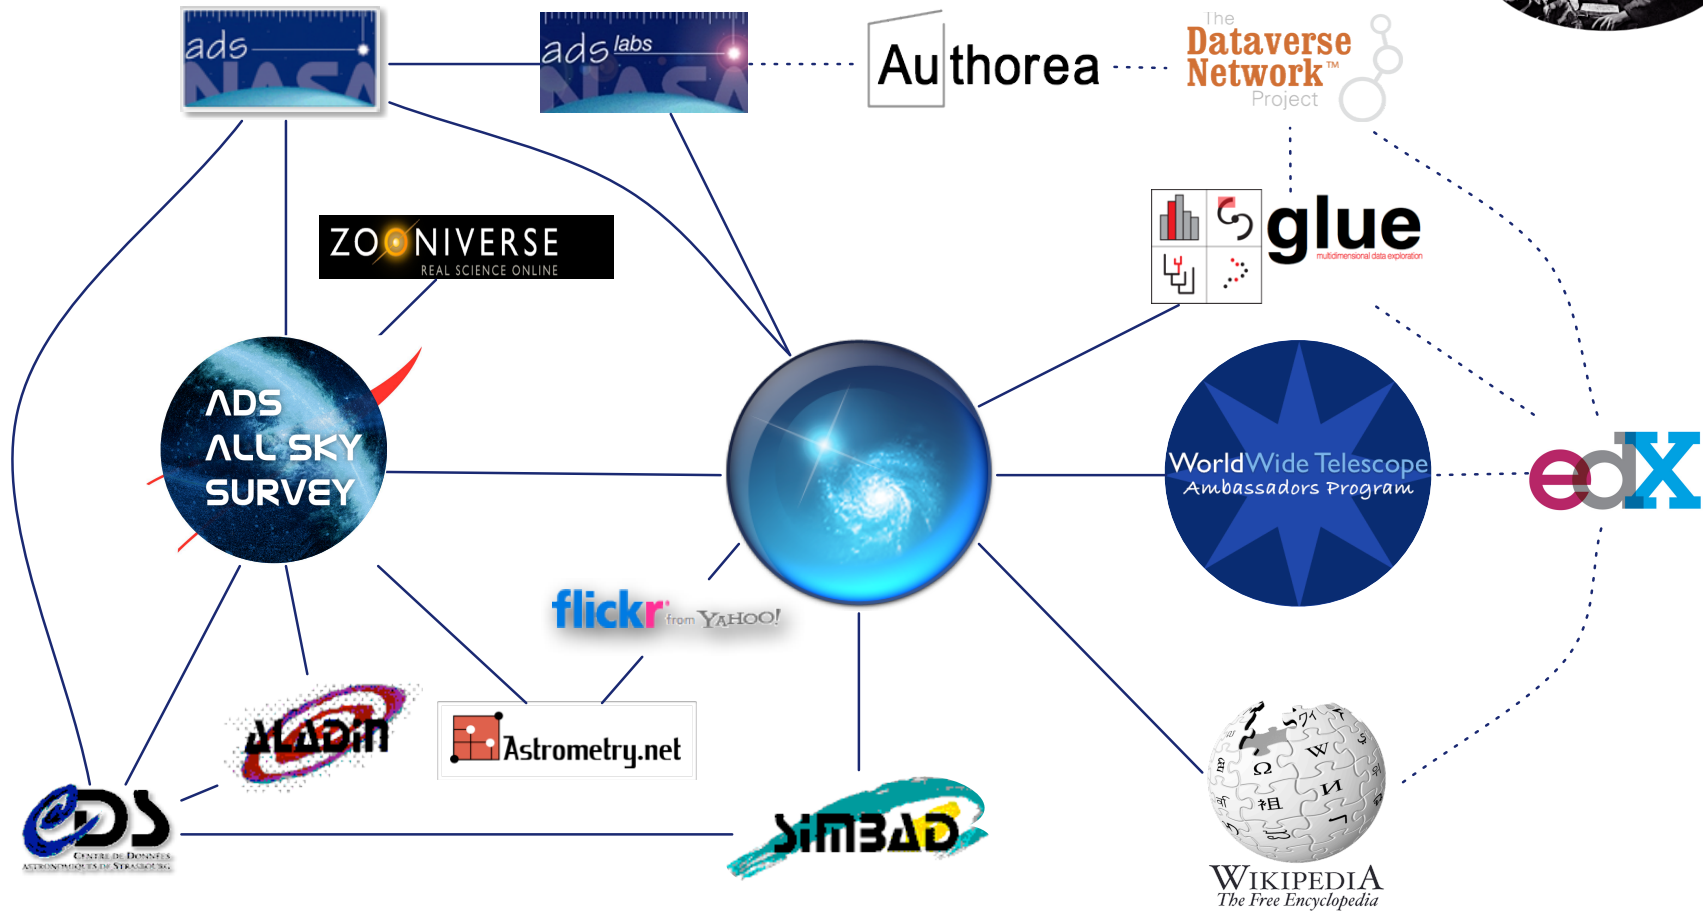 ads
NASA
ads labs
NASA
Authorea
The
Dataverse
Network™
Project
glue
multidimensional data exploration
ZOONIVERSE
REAL SCIENCE ONLINE
ADS
ALL SKY
SURVEY
WorldWide Telescope
Ambassadors Program
edX
flickr from YAHOO!
ALADiN
Astrometry.net
CDS
CENTRE DE DONNÉES
ASTRONOMIQUES DE STRASBOURG
SiMBAD
W
Ω
祖
И
WIKIPEDIA
The Free Encyclopedia